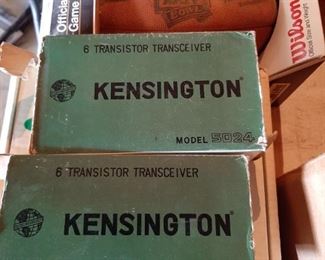 Official
Game
Wilson
6 TRANSISTOR TRANSCEIVER
KENSINGTON
MODEL 5024
6 TRANSISTOR TRANSCEIVER
KENSINGTON